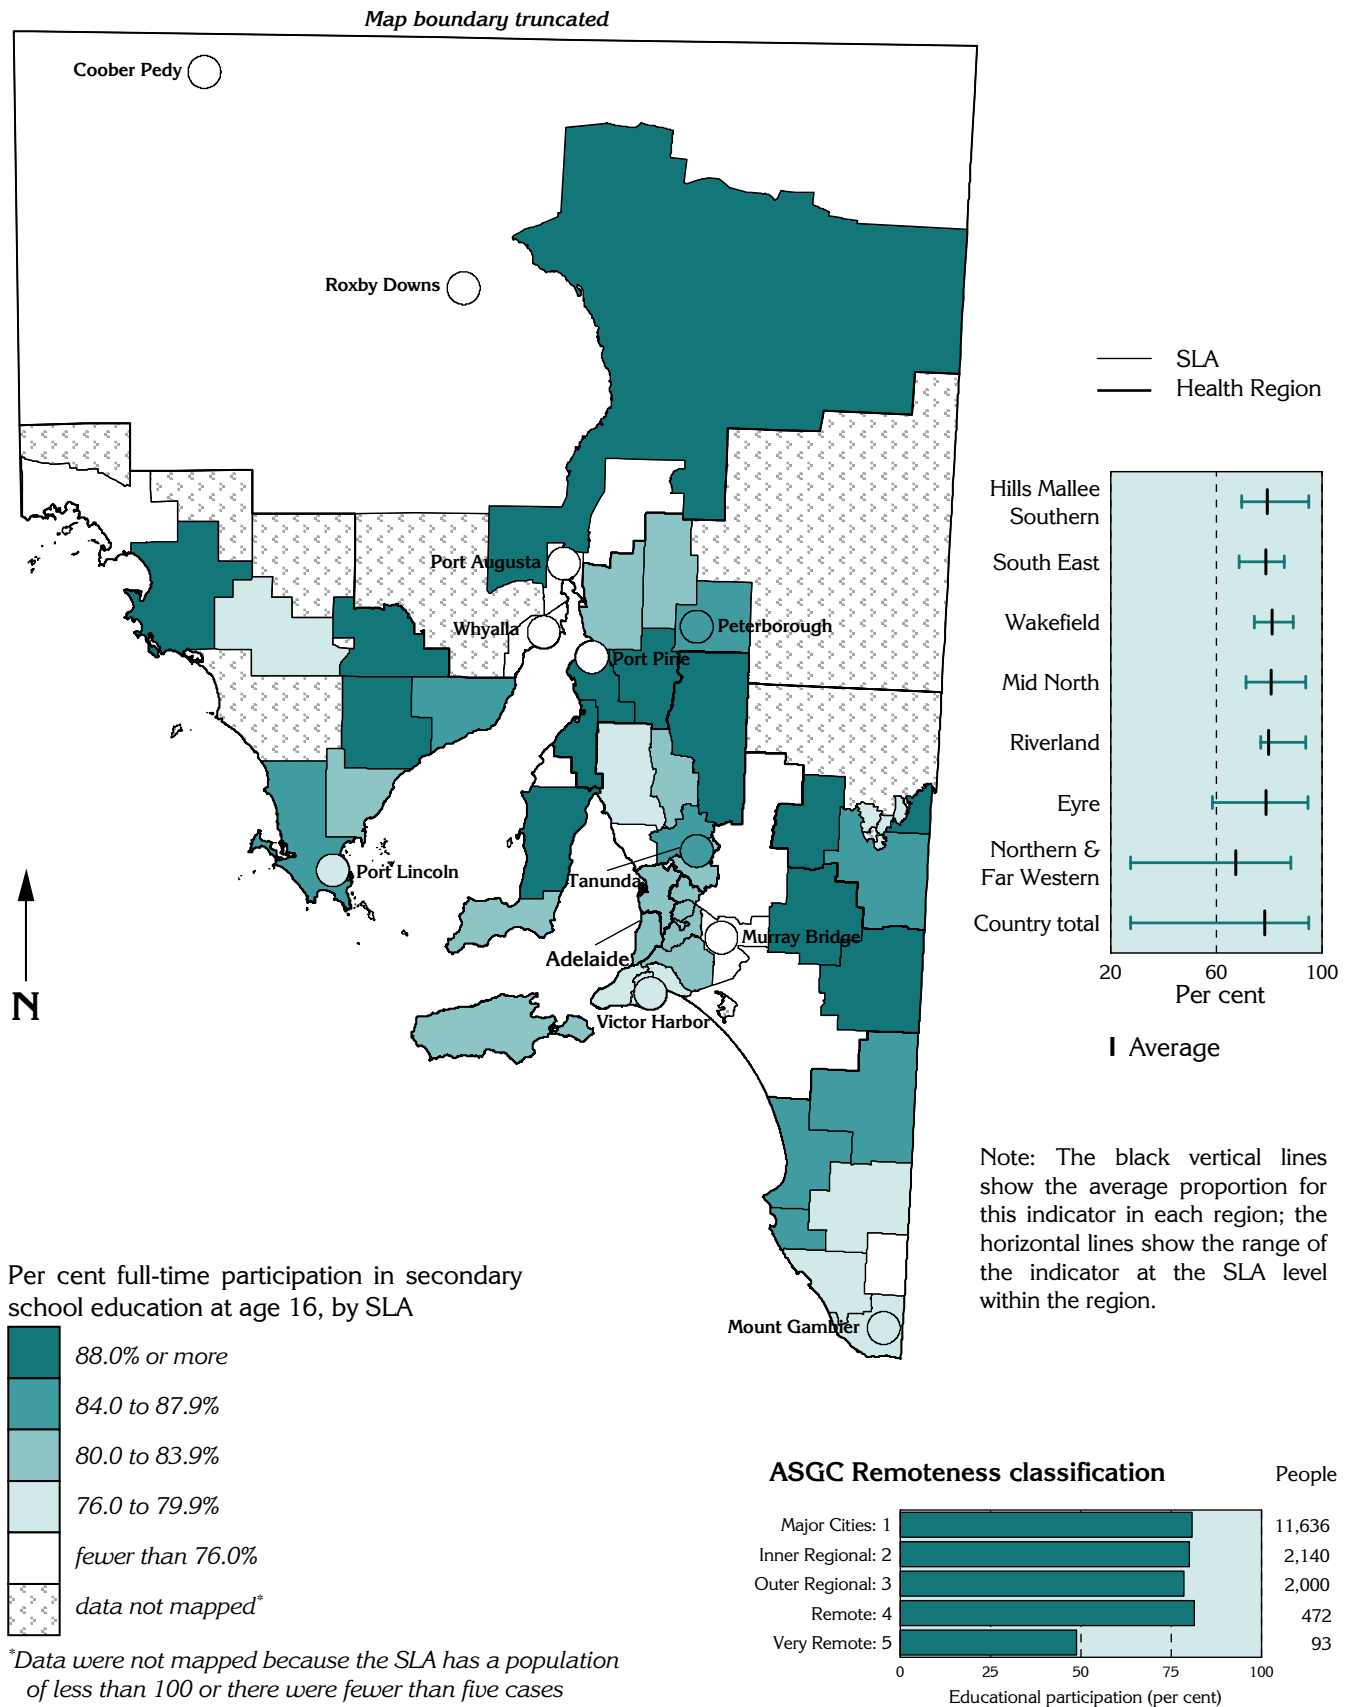 Map boundary truncated
Coober Pedy
Roxby Downs
SLA
Health Region
Port Augusta
Whyalla
Peterborough
Port Pirie
Port Lincoln
Tanunda
Murray Bridge
Adelaide
Victor Harbor
Mount Gambier
N
Hills Mallee
Southern
South East
Wakefield
Mid North
Riverland
Eyre
Northern &
Far Western
Country total
20 60 100
Per cent
Average
Note: The black vertical lines
show the average proportion for
this indicator in each region; the
horizontal lines show the range of
the indicator at the SLA level
within the region.
Per cent full-time participation in secondary
school education at age 16, by SLA
88.0% or more
84.0 to 87.9%
80.0 to 83.9%
76.0 to 79.9%
fewer than 76.0%
data not mapped*
*Data were not mapped because the SLA has a population
of less than 100 or there were fewer than five cases
ASGC Remoteness classification People
Major Cities: 1 11,636
Inner Regional: 2 2,140
Outer Regional: 3 2,000
Remote: 4 472
Very Remote: 5 93
0 25 50 75 100
Educational participation (per cent)